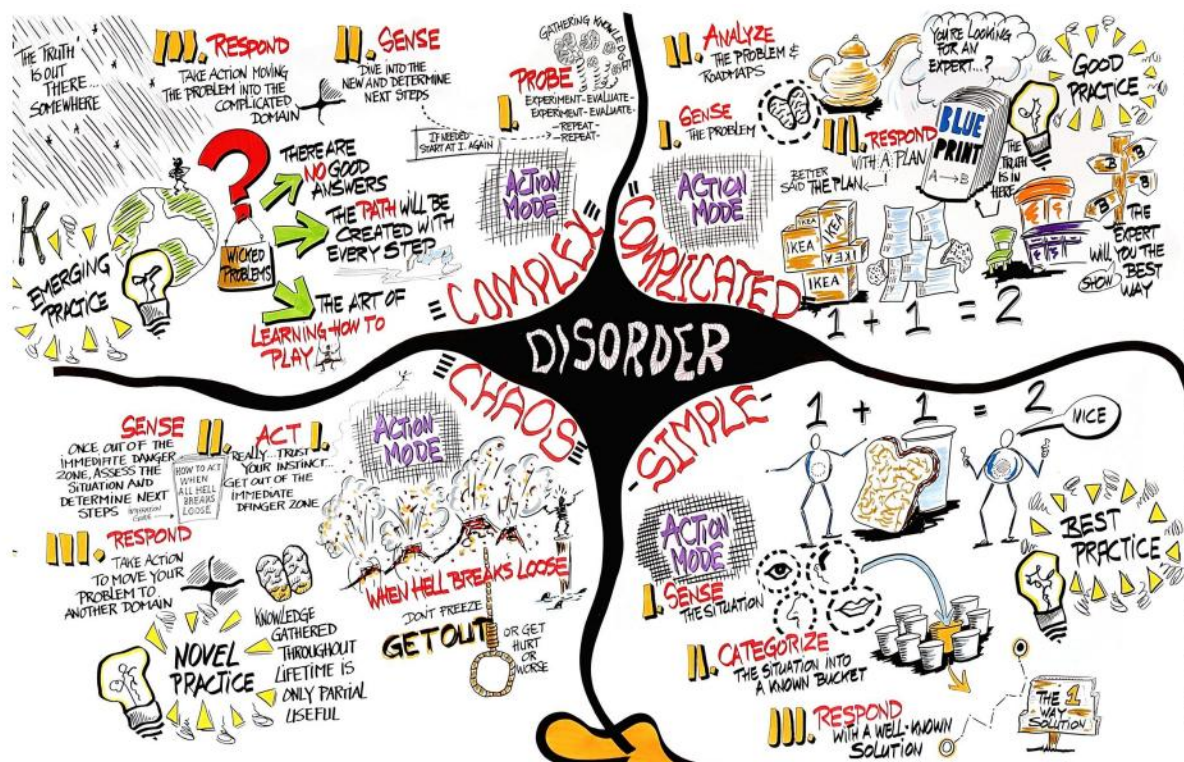 "THE TRUTH"
IS OUT
THERE...
SOMEWHERE
III. RESPOND
TAKE ACTION MOVING
THE PROBLEM INTO THE
COMPLICATED
DOMAIN
II. SENSE
DIVE INTO THE
NEW AND DETERMINE
NEXT STEPS
GATHERING KNOWLEDGE
PROBE
I. EXPERIMENT-EVALUATE-
EXPERIMENT-EVALUATE-
-REPEAT-
-REPEAT-
IF NEEDED
START AT I. AGAIN
ACTION
MODE
?
WICKED
PROBLEMS
THERE ARE
NO GOOD
ANSWERS
THE PATH WILL BE
CREATED WITH
EVERY STEP
THE ART OF
LEARNING HOW TO
PLAY
EMERGING
PRACTICE
COMPLEX
II. ANALYZE
THE PROBLEM &
ROADMAPS
I. SENSE
THE PROBLEM
III. RESPOND
WITH A PLAN
BETTER
SAID THE PLAN
YOU'RE LOOKING
FOR AN
EXPERT...?
BLUE
PRINT
A→B
THE
TRUTH
IS IN
HERE
GOOD
PRACTICE
ACTION
MODE
IKEA
IKEA
IKEA
IKEA
IKEA
B
B
B
THE
EXPERT
WILL YOU
SHOW THE BEST
WAY
1 + 1 = 2
COMPLICATED
DISORDER
CHAOS
ACTION
MODE
SENSE
II.
ONCE OUT OF THE
IMMEDIATE DANGER
ZONE, ASSESS THE
SITUATION AND
DETERMINE NEXT
STEPS
HOW TO ACT
WHEN
ALL HELL
BREAKS
LOOSE
ACT I.
REALLY... TRUST
YOUR INSTINCT...
GET OUT OF THE
IMMEDIATE
DANGER ZONE
III. RESPOND
TAKE ACTION
TO MOVE YOUR
PROBLEM TO
ANOTHER DOMAIN
WHEN HELL BREAKS LOOSE
DON'T FREEZE
GET OUT
OR GET
HURT
OR
WORSE
KNOWLEDGE
GATHERED
THROUGHOUT
LIFETIME IS
ONLY PARTIAL
USEFUL
NOVEL
PRACTICE
SIMPLE
1 + 1 = 2
NICE
ACTION
MODE
I. SENSE
THE SITUATION
II. CATEGORIZE
THE SITUATION INTO
A KNOWN BUCKET
III. RESPOND
WITH A WELL-KNOWN
SOLUTION
BEST
PRACTICE
THE 1
WAY
SOLUTION